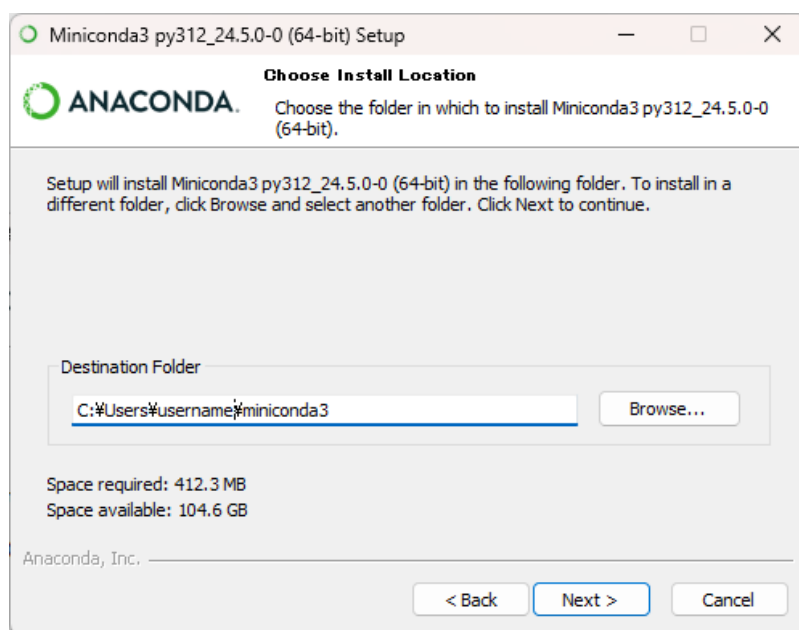 Miniconda3 py312_24.5.0-0 (64-bit) Setup
ANACONDA.
Choose Install Location
Choose the folder in which to install Miniconda3 py312_24.5.0-0
(64-bit).
Setup will install Miniconda3 py312_24.5.0-0 (64-bit) in the following folder. To install in a
different folder, click Browse and select another folder. Click Next to continue.
Destination Folder
C:¥Users¥username¥miniconda3
Browse...
Space required: 412.3 MB
Space available: 104.6 GB
Anaconda, Inc.
< Back
Next >
Cancel